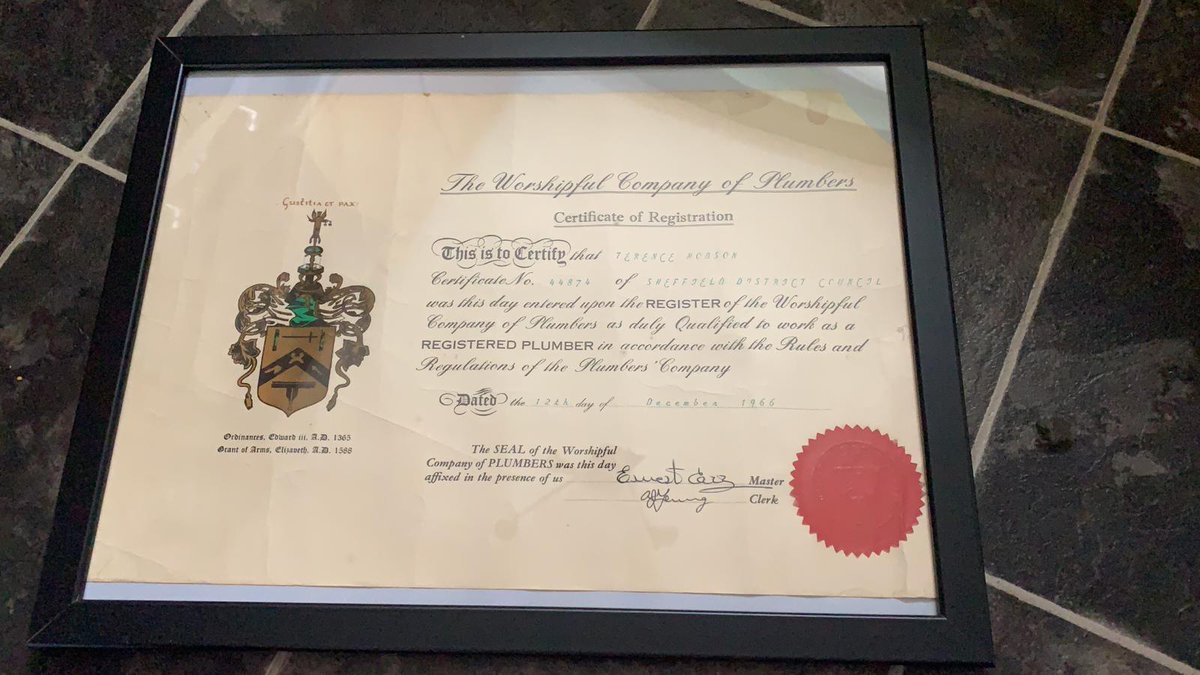 The Worshipful Company of Plumbers
Certificate of Registration
Justitia et pax
This is to Certify that TERENCE HOBSON
Certificate No. 44874 of SHEFFIELD DISTRICT COUNCIL
was this day entered upon the REGISTER of the Worshipful
Company of Plumbers as duly Qualified to work as a
REGISTERED PLUMBER in accordance with the Rules and
Regulations of the Plumbers' Company
Dated the 12th day of December 1966
Ordinances, Edward iii. A.D. 1365
Grant of Arms, Elizaveth, A.D. 1588
The SEAL of the Worshipful
Company of PLUMBERS was this day
affixed in the presence of us
Ernest Carr Master
Young Clerk